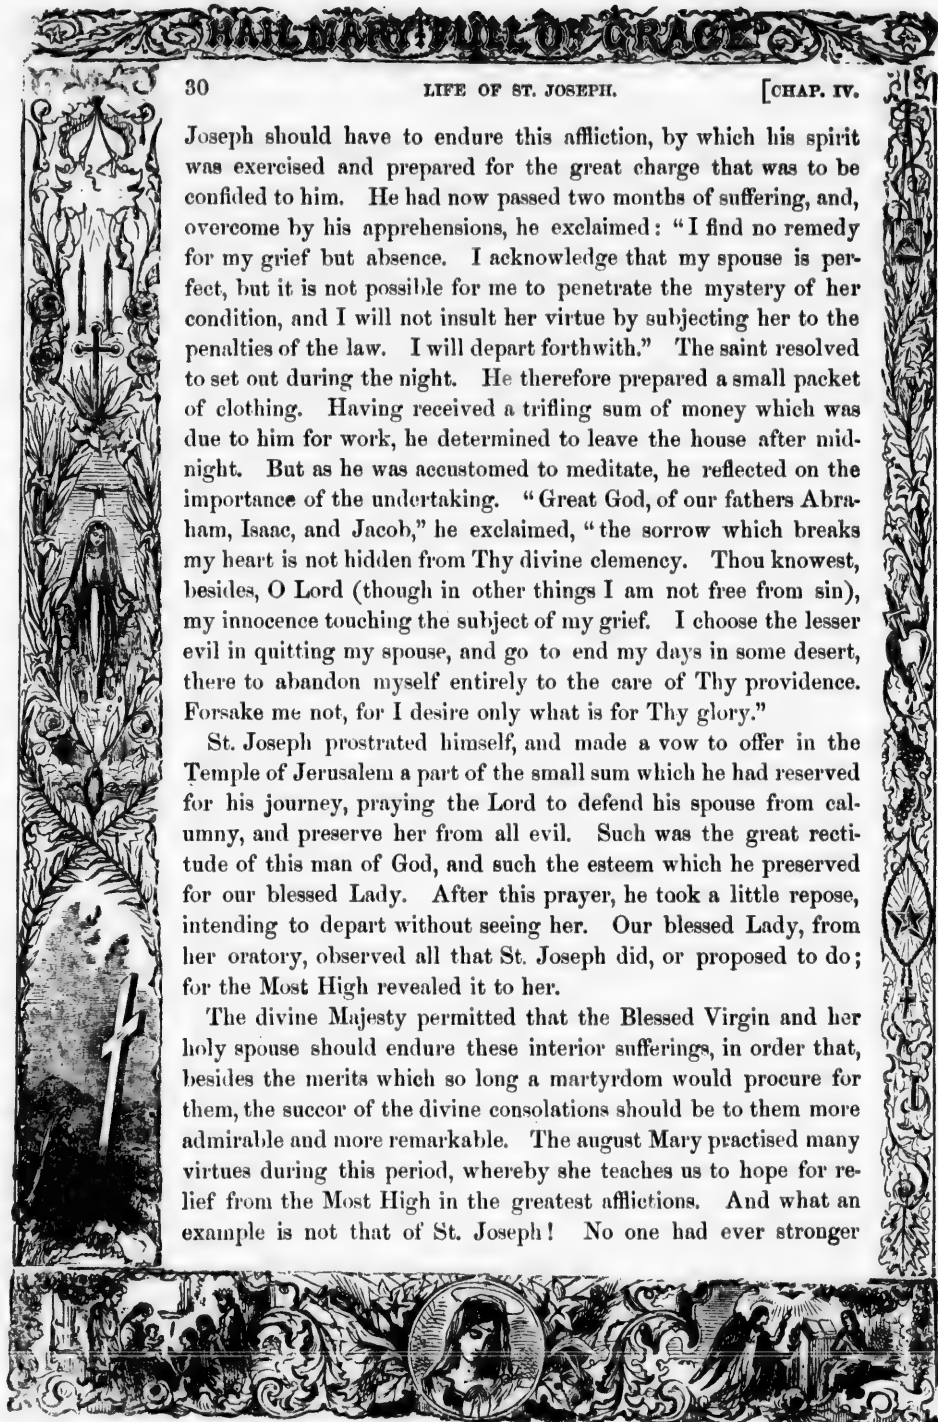 HAIL MARY FULL OF GRACE
30 LIFE OF ST. JOSEPH. [CHAP. IV.
Joseph should have to endure this affliction, by which his spirit
was exercised and prepared for the great charge that was to be
confided to him. He had now passed two months of suffering, and,
overcome by his apprehensions, he exclaimed: “I find no remedy
for my grief but absence. I acknowledge that my spouse is per-
fect, but it is not possible for me to penetrate the mystery of her
condition, and I will not insult her virtue by subjecting her to the
penalties of the law. I will depart forthwith.” The saint resolved
to set out during the night. He therefore prepared a small packet
of clothing. Having received a trifling sum of money which was
due to him for work, he determined to leave the house after mid-
night. But as he was accustomed to meditate, he reflected on the
importance of the undertaking. “Great God, of our fathers Abra-
ham, Isaac, and Jacob,” he exclaimed, “the sorrow which breaks
my heart is not hidden from Thy divine clemency. Thou knowest,
besides, O Lord (though in other things I am not free from sin),
my innocence touching the subject of my grief. I choose the lesser
evil in quitting my spouse, and go to end my days in some desert,
there to abandon myself entirely to the care of Thy providence.
Forsake me not, for I desire only what is for Thy glory.”
St. Joseph prostrated himself, and made a vow to offer in the
Temple of Jerusalem a part of the small sum which he had reserved
for his journey, praying the Lord to defend his spouse from cal-
umny, and preserve her from all evil. Such was the great recti-
tude of this man of God, and such the esteem which he preserved
for our blessed Lady. After this prayer, he took a little repose,
intending to depart without seeing her. Our blessed Lady, from
her oratory, observed all that St. Joseph did, or proposed to do;
for the Most High revealed it to her.
The divine Majesty permitted that the Blessed Virgin and her
holy spouse should endure these interior sufferings, in order that,
besides the merits which so long a martyrdom would procure for
them, the succor of the divine consolations should be to them more
admirable and more remarkable. The august Mary practised many
virtues during this period, whereby she teaches us to hope for re-
lief from the Most High in the greatest afflictions. And what an
example is not that of St. Joseph! No one had ever stronger